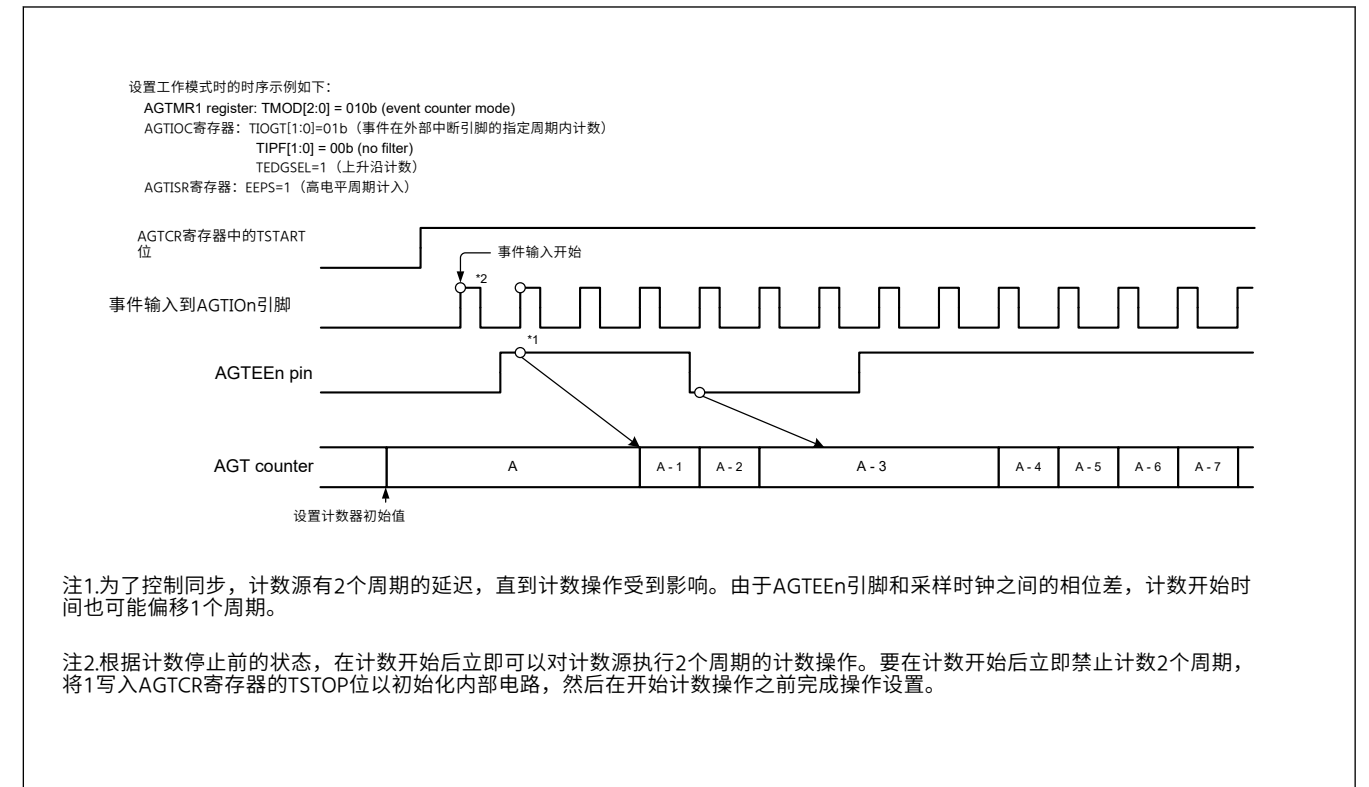 设置工作模式时的时序示例如下：
AGTMR1 register: TMOD[2:0] = 010b (event counter mode)
AGTIOC寄存器：TIOGT[1:0]=01b（事件在外部中断引脚的指定周期内计数）
TIPF[1:0] = 00b (no filter)
TEDGSEL=1（上升沿计数）
AGTISR寄存器：EEPS=1（高电平周期计入）
AGTCR寄存器中的TSTART
位
事件输入开始
*2
事件输入到AGTIOn引脚
*1
AGTEEn pin
AGT counter
A
A - 1
A - 2
A - 3
A - 4
A - 5
A - 6
A - 7
设置计数器初始值
注1.为了控制同步，计数源有2个周期的延迟，直到计数操作受到影响。由于AGTEEn引脚和采样时钟之间的相位差，计数开始时
间也可能偏移1个周期。
注2.根据计数停止前的状态，在计数开始后立即可以对计数源执行2个周期的计数操作。要在计数开始后立即禁止计数2个周期，
将1写入AGTCR寄存器的TSTOP位以初始化内部电路，然后在开始计数操作之前完成操作设置。